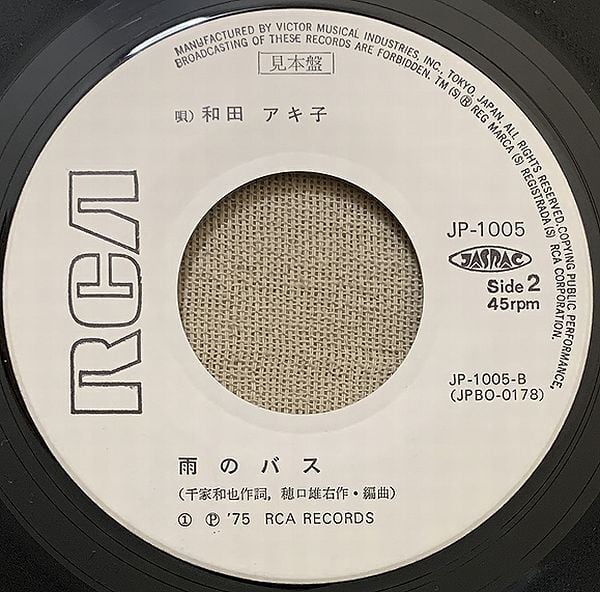 MANUFACTURED BY VICTOR MUSICAL INDUSTRIES, INC., TOKYO, JAPAN. ALL RIGHTS RESERVED, COPYING PUBLIC PERFORMANCE,
BROADCASTING OF THESE RECORDS ARE FORBIDDEN. TM (S) ® REG MARCA (S) REGISTRADA (S) RCA CORPORATION.
見本盤
唄) 和田 アキ子
RCA
JP-1005
JASRAC
Side 2
45rpm
JP-1005-B
(JPBO-0178)
雨のバス
(千家和也作詞, 穂口雄右作・編曲)
① ℗ '75 RCA RECORDS